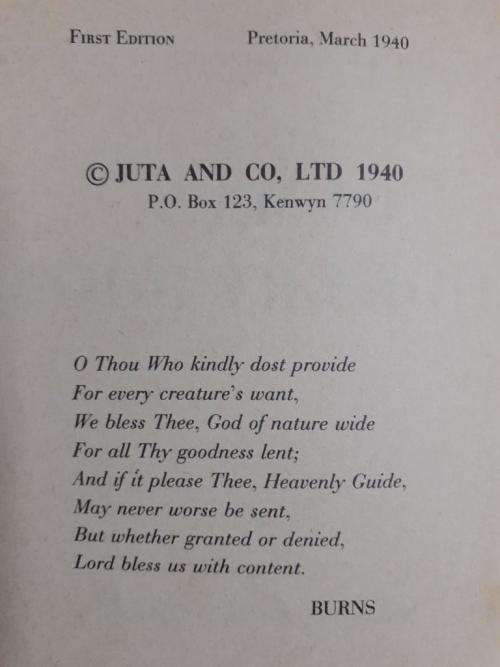 FIRST EDITION Pretoria, March 1940
© JUTA AND CO, LTD 1940
P.O. Box 123, Kenwyn 7790
O Thou Who kindly dost provide
For every creature's want,
We bless Thee, God of nature wide
For all Thy goodness lent;
And if it please Thee, Heavenly Guide,
May never worse be sent,
But whether granted or denied,
Lord bless us with content.
BURNS